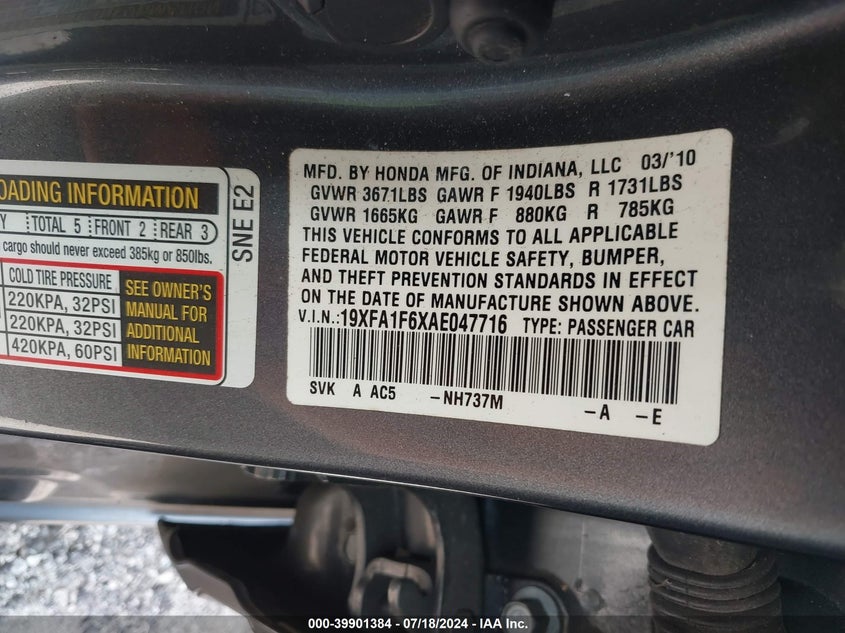 OADING INFORMATION
Y TOTAL 5 FRONT 2 REAR 3
cargo should never exceed 385kg or 850lbs.
COLD TIRE PRESSURE
220KPA, 32PSI
220KPA, 32PSI
420KPA, 60PSI
SEE OWNER'S
MANUAL FOR
ADDITIONAL
INFORMATION
SNE E2
MFD. BY HONDA MFG. OF INDIANA, LLC 03/'10
GVWR 3671LBS GAWR F 1940LBS R 1731LBS
GVWR 1665KG GAWR F 880KG R 785KG
THIS VEHICLE CONFORMS TO ALL APPLICABLE
FEDERAL MOTOR VEHICLE SAFETY, BUMPER,
AND THEFT PREVENTION STANDARDS IN EFFECT
ON THE DATE OF MANUFACTURE SHOWN ABOVE.
V.I.N.:19XFA1F6XAE047716 TYPE: PASSENGER CAR
SVK A AC5 -NH737M -A -E
000-39901384 / 07/18/2024 - IAA Inc.